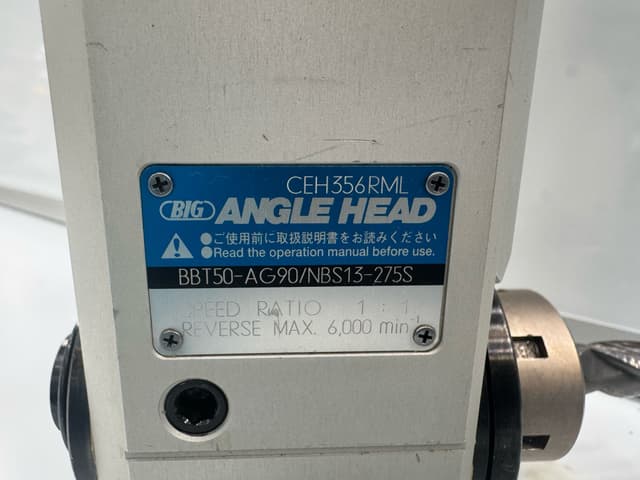 CEH356RML
BIG ANGLE HEAD
●ご使用前に取扱説明書をお読みください
●Read the operation manual before use.
BBT50-AG90/NBS13-275S
SPEED RATIO 1 : 1
REVERSE MAX. 6,000 min⁻¹